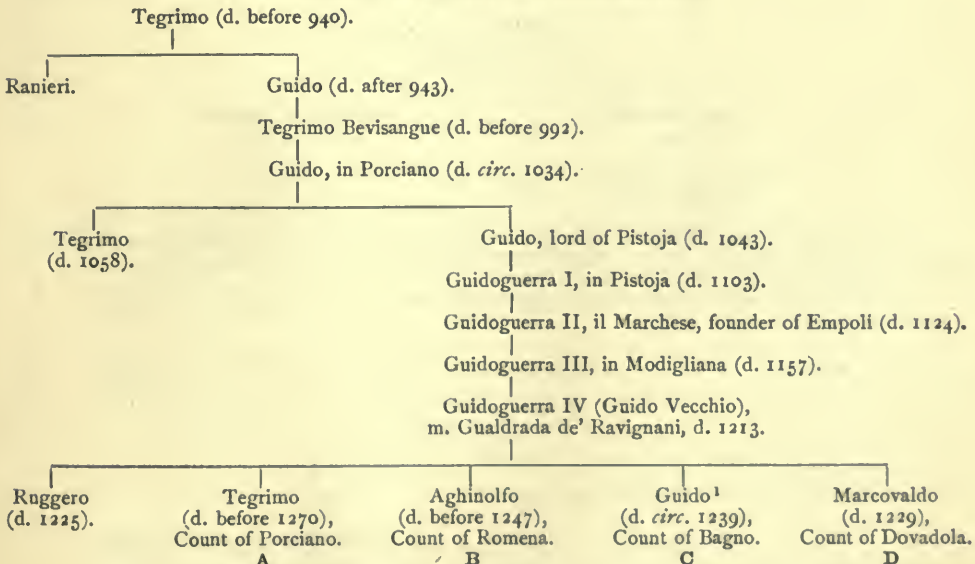 Tegrimo (d. before 940).
Ranieri.
Guido (d. after 943).
Tegrimo Bevisangue (d. before 992).
Guido, in Porciano (d. circ. 1034).
Tegrimo
(d. 1058).
Guido, lord of Pistoja (d. 1043).
Guidoguerra I, in Pistoja (d. 1103).
Guidoguerra II, il Marchese, founder of Empoli (d. 1124).
Guidoguerra III, in Modigliana (d. 1157).
Guidoguerra IV (Guido Vecchio),
m. Gualdrada de' Ravignani, d. 1213.
Ruggero
(d. 1225).
Tegrimo
(d. before 1270),
Count of Porciano.
A
Aghinolfo
(d. before 1247),
Count of Romena.
B
Guido¹
(d. circ. 1239),
Count of Bagno.
C
Marcovaldo
(d. 1229),
Count of Dovadola.
D